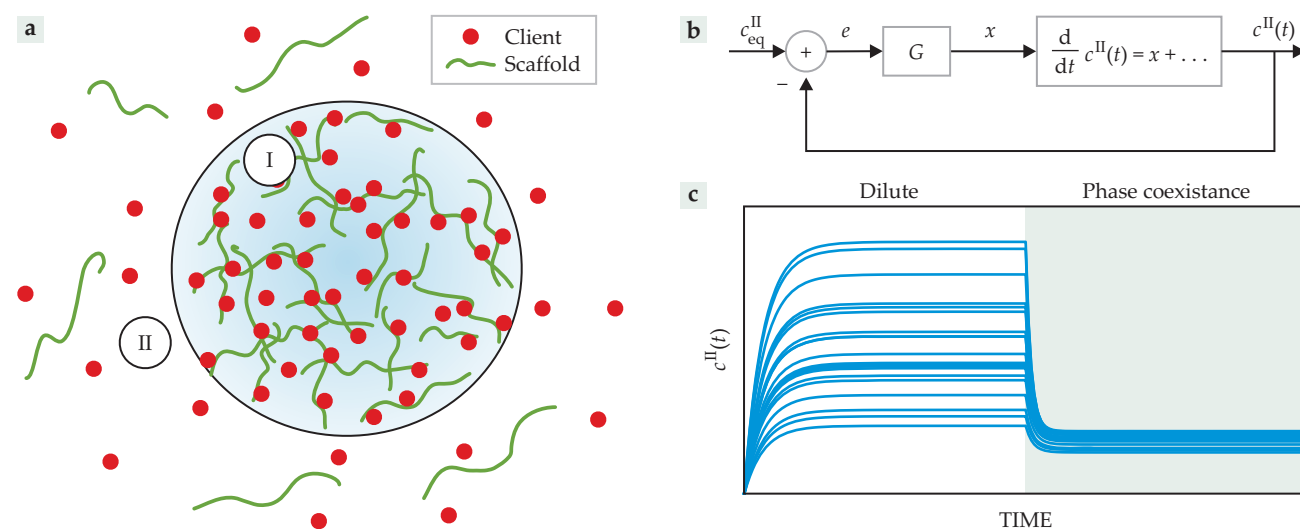 a
Client
Scaffold
I
II
b
c^II_eq
+
−
e
G
x
d/dt c^II(t) = x + . . .
c^II(t)
c
Dilute
Phase coexistance
c^II(t)
TIME